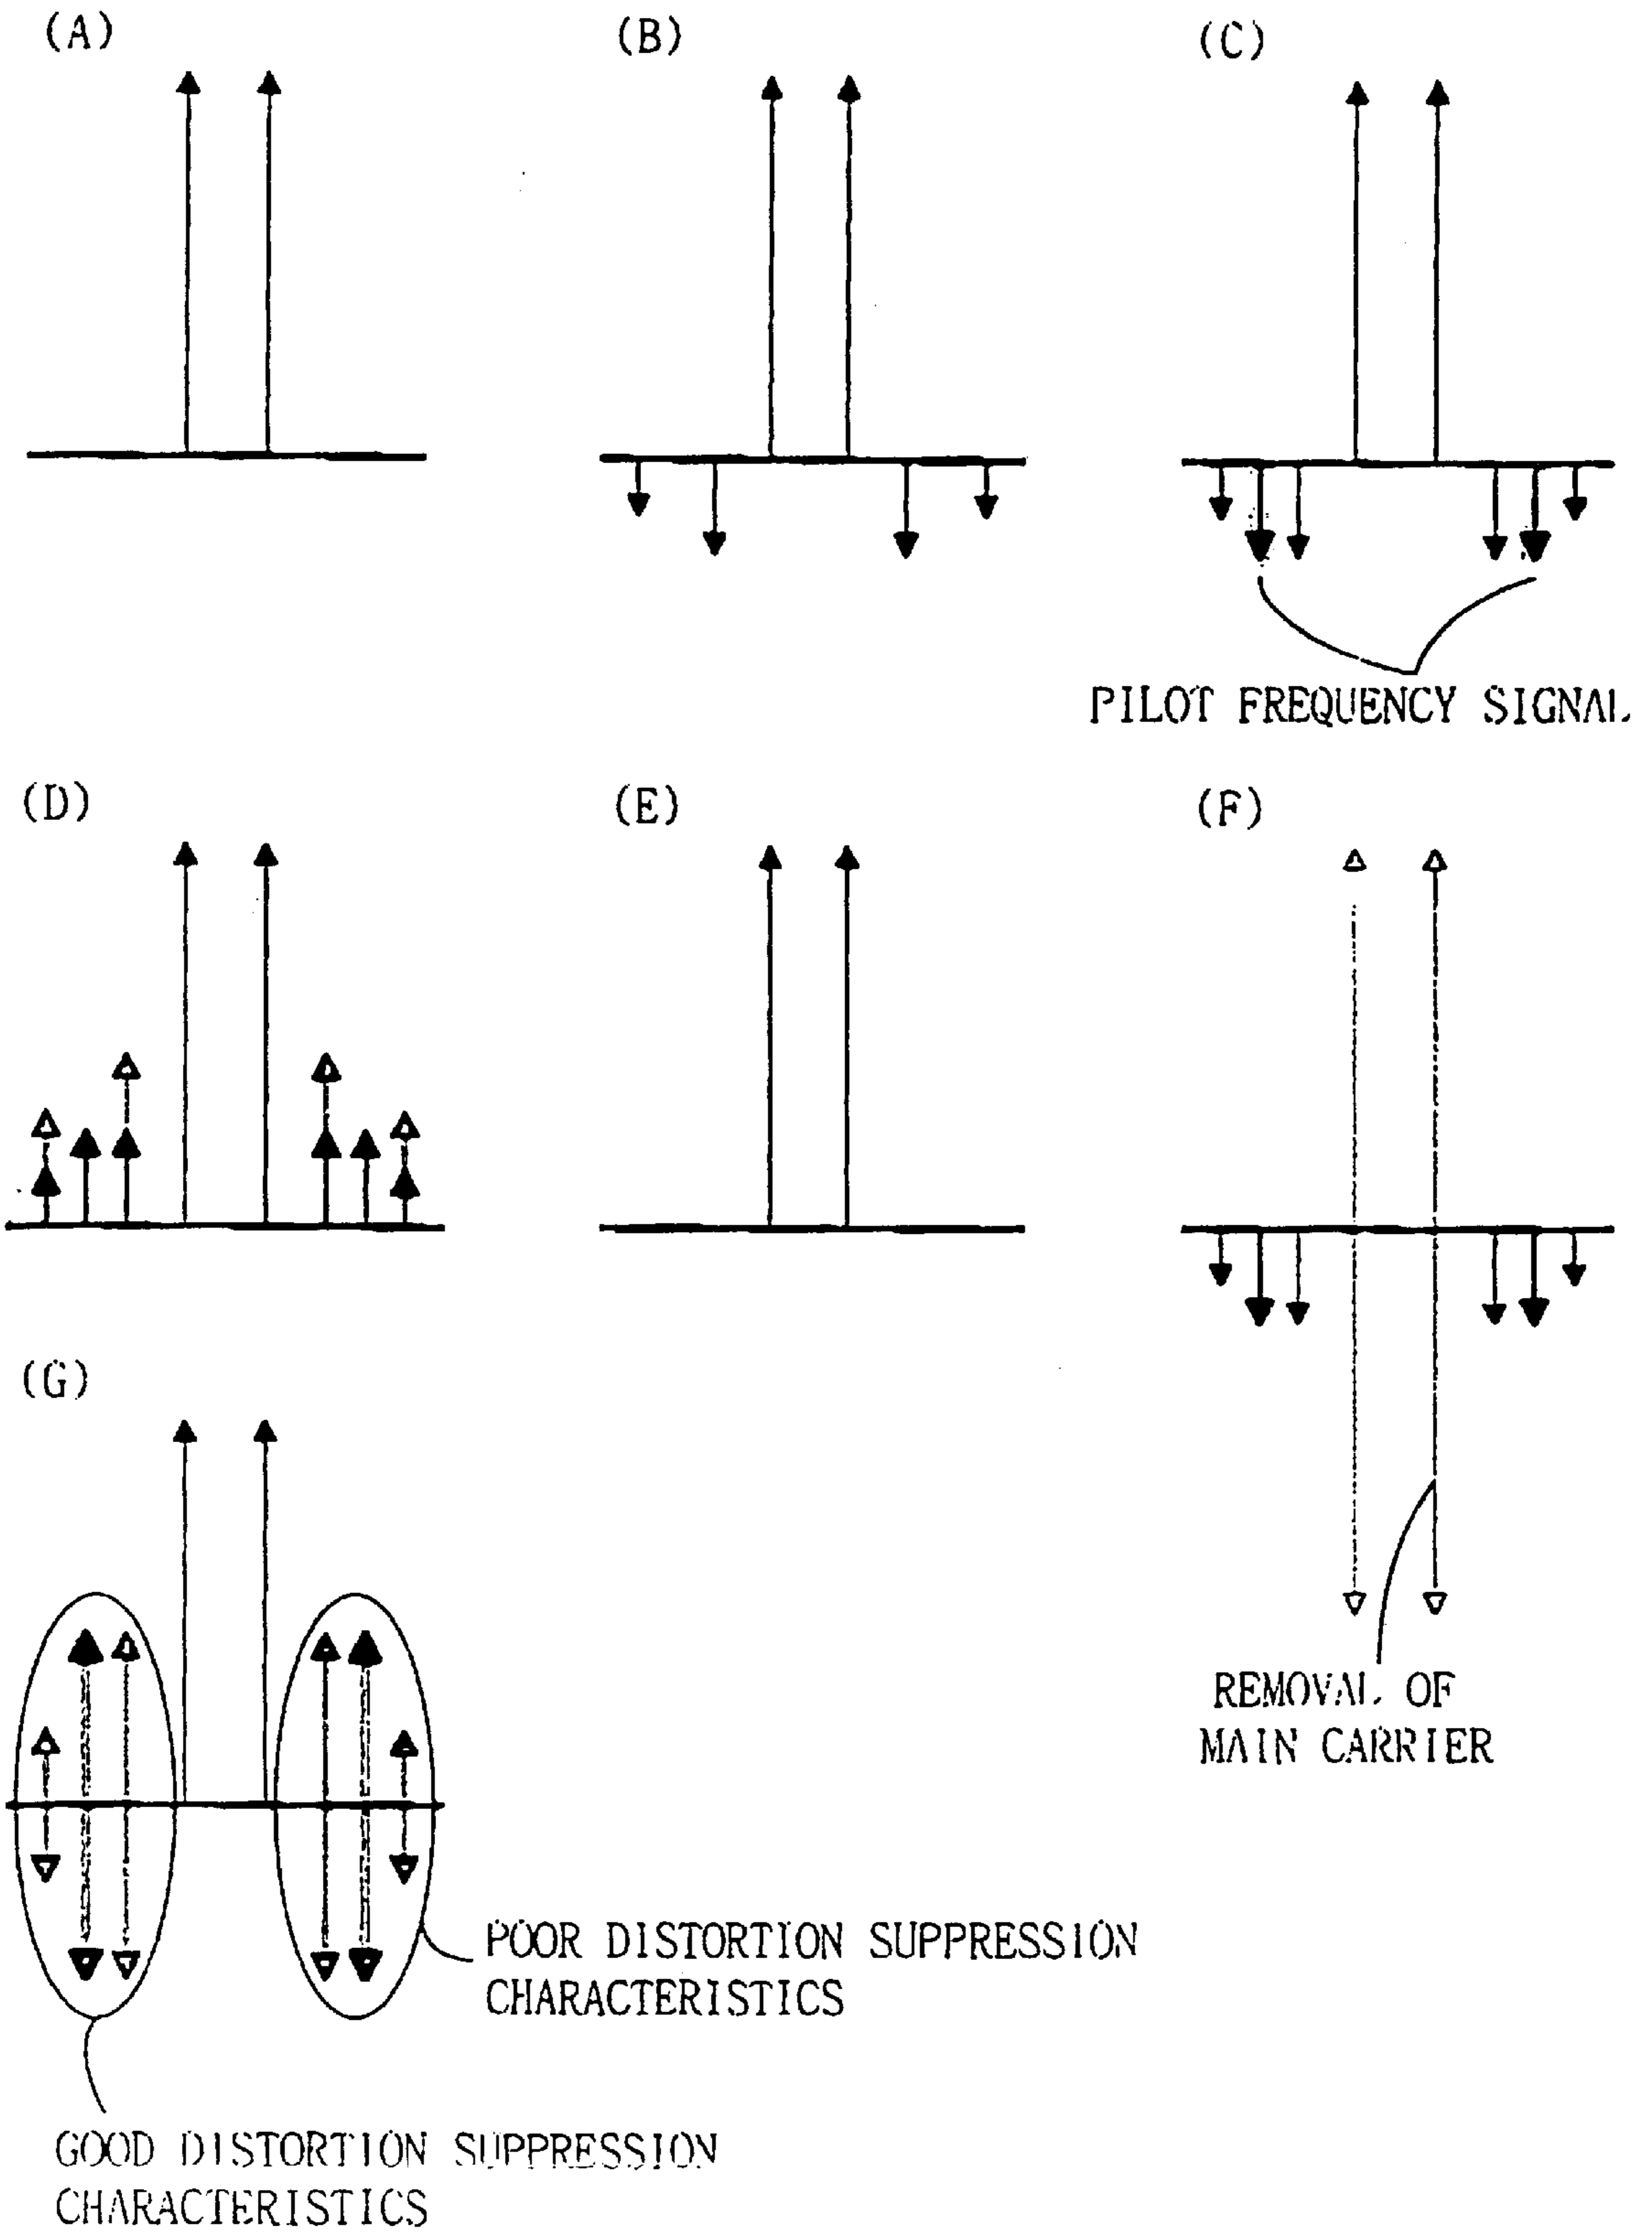 (A)
(B)
(C)
PILOT FREQUENCY SIGNAL
(D)
(E)
(F)
(G)
REMOVAL OF
MAIN CARRIER
POOR DISTORTION SUPPRESSION
CHARACTERISTICS
GOOD DISTORTION SUPPRESSION
CHARACTERISTICS